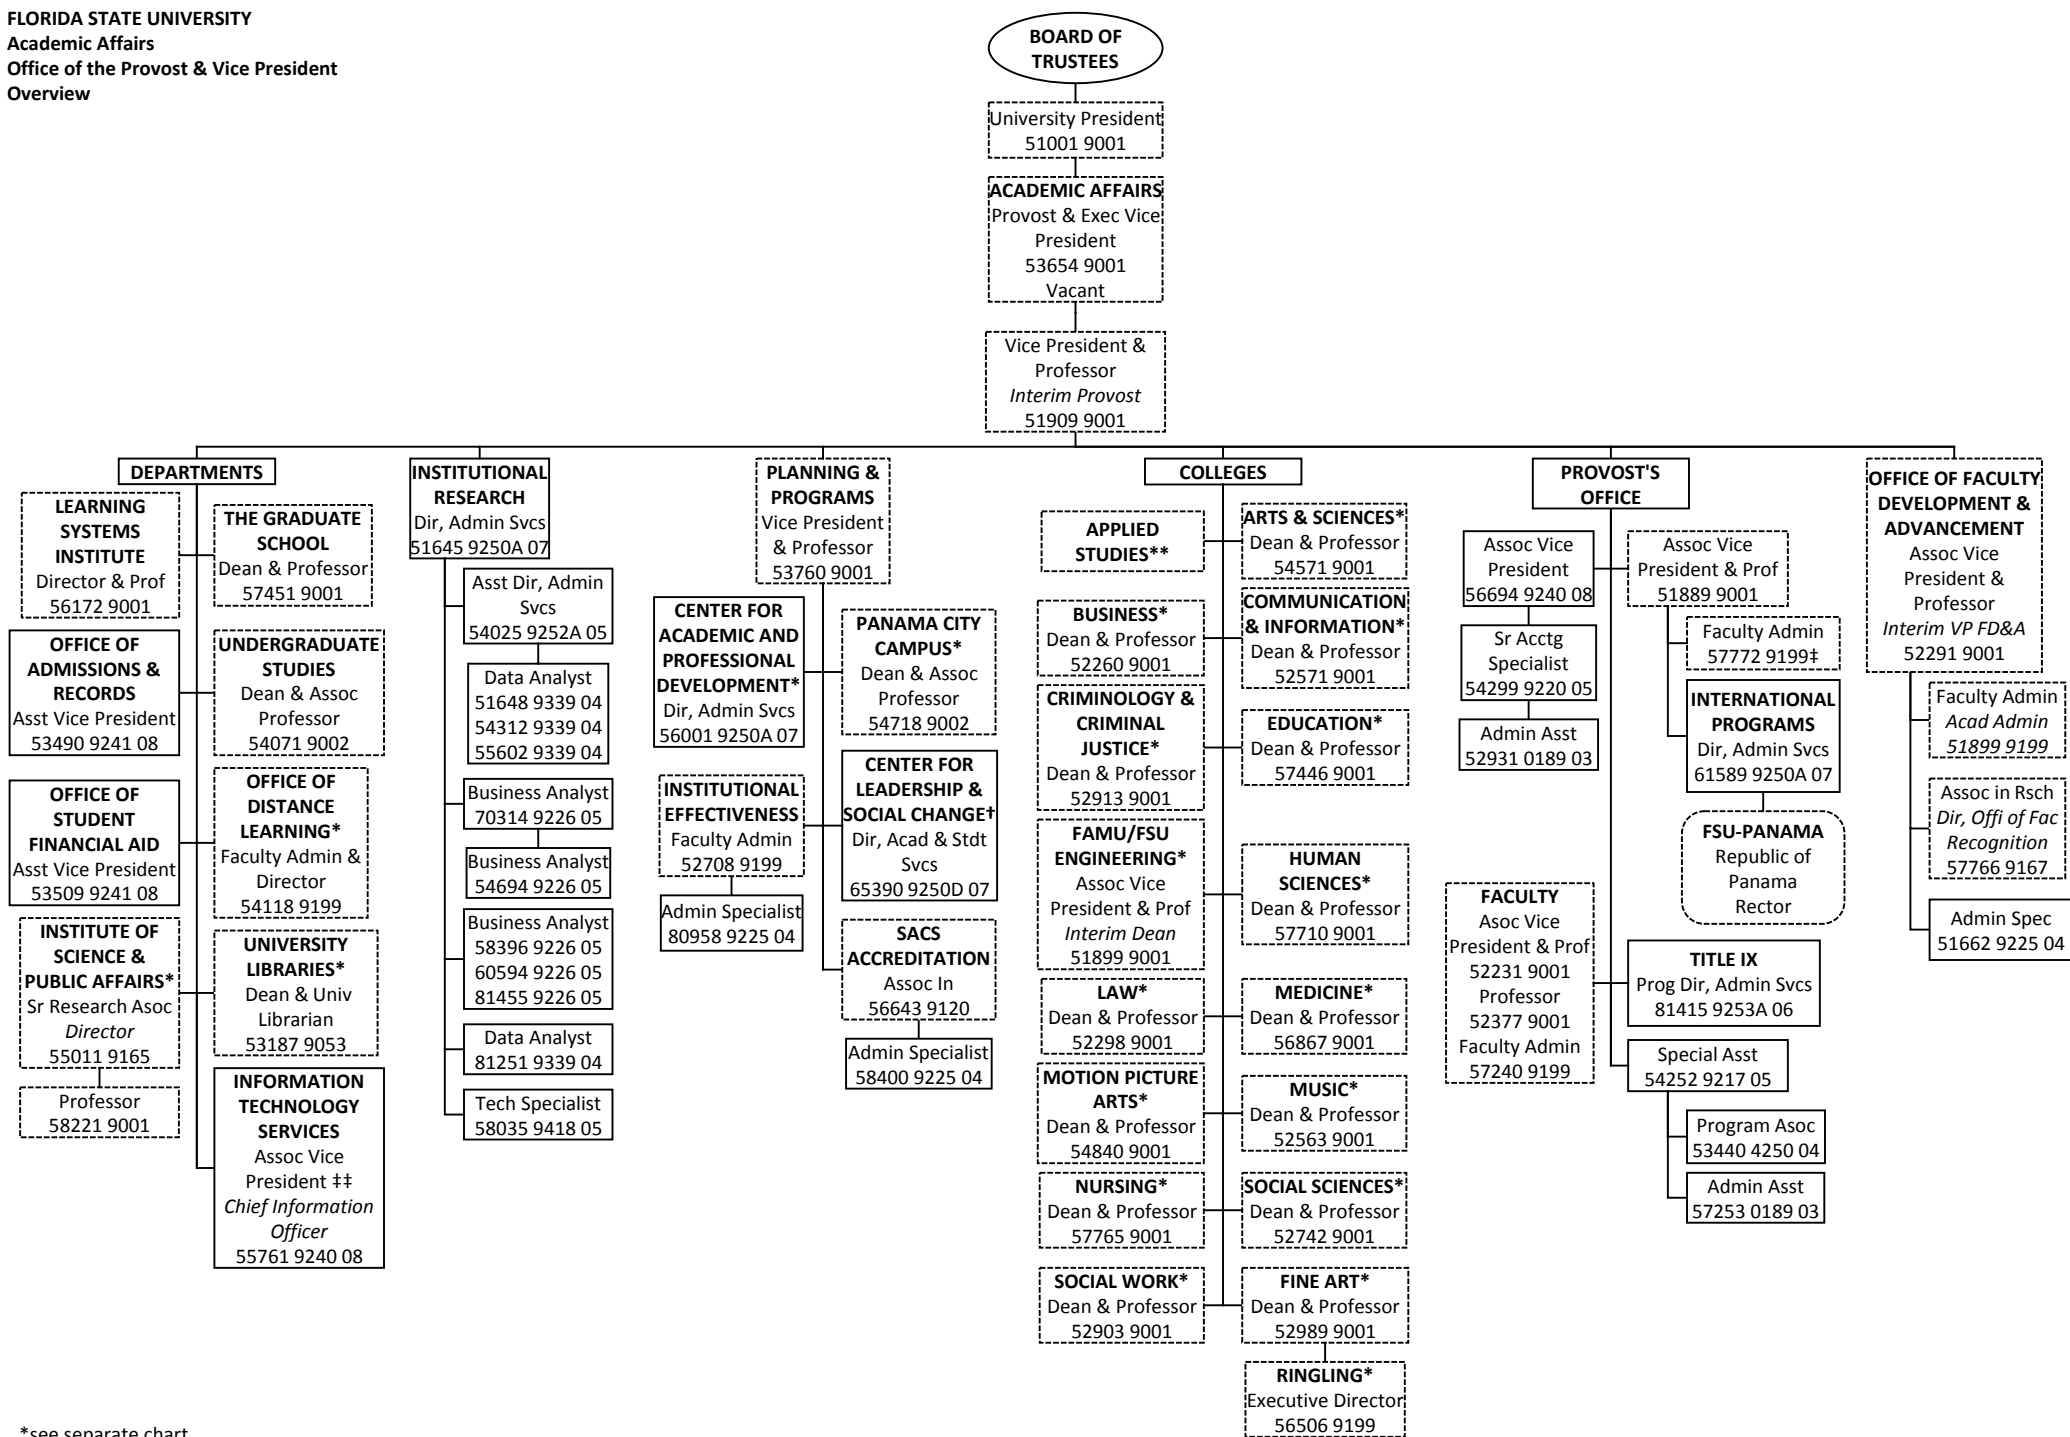 FLORIDA STATE UNIVERSITY
Academic Affairs
Office of the Provost & Vice President
Overview
BOARD OF
TRUSTEES
University President
51001 9001
ACADEMIC AFFAIRS
Provost & Exec Vice
President
53654 9001
Vacant
Vice President &
Professor
Interim Provost
51909 9001
DEPARTMENTS
LEARNING
SYSTEMS
INSTITUTE
Director & Prof
56172 9001
THE GRADUATE
SCHOOL
Dean & Professor
57451 9001
OFFICE OF
ADMISSIONS &
RECORDS
Asst Vice President
53490 9241 08
UNDERGRADUATE
STUDIES
Dean & Assoc
Professor
54071 9002
OFFICE OF
STUDENT
FINANCIAL AID
Asst Vice President
53509 9241 08
OFFICE OF
DISTANCE
LEARNING*
Faculty Admin &
Director
54118 9199
INSTITUTE OF
SCIENCE &
PUBLIC AFFAIRS*
Sr Research Asoc
Director
55011 9165
Professor
58221 9001
UNIVERSITY
LIBRARIES*
Dean & Univ
Librarian
53187 9053
INFORMATION
TECHNOLOGY
SERVICES
Assoc Vice
President ‡‡
Chief Information
Officer
55761 9240 08
INSTITUTIONAL
RESEARCH
Dir, Admin Svcs
51645 9250A 07
Asst Dir, Admin
Svcs
54025 9252A 05
Data Analyst
51648 9339 04
54312 9339 04
55602 9339 04
Business Analyst
70314 9226 05
Business Analyst
54694 9226 05
Business Analyst
58396 9226 05
60594 9226 05
81455 9226 05
Data Analyst
81251 9339 04
Tech Specialist
58035 9418 05
PLANNING &
PROGRAMS
Vice President
& Professor
53760 9001
CENTER FOR
ACADEMIC AND
PROFESSIONAL
DEVELOPMENT*
Dir, Admin Svcs
56001 9250A 07
PANAMA CITY
CAMPUS*
Dean & Assoc
Professor
54718 9002
INSTITUTIONAL
EFFECTIVENESS
Faculty Admin
52708 9199
Admin Specialist
80958 9225 04
CENTER FOR
LEADERSHIP &
SOCIAL CHANGE†
Dir, Acad & Stdt
Svcs
65390 9250D 07
SACS
ACCREDITATION
Assoc In
56643 9120
Admin Specialist
58400 9225 04
COLLEGES
APPLIED
STUDIES**
ARTS & SCIENCES*
Dean & Professor
54571 9001
BUSINESS*
Dean & Professor
52260 9001
COMMUNICATION
& INFORMATION*
Dean & Professor
52571 9001
CRIMINOLOGY &
CRIMINAL
JUSTICE*
Dean & Professor
52913 9001
EDUCATION*
Dean & Professor
57446 9001
FAMU/FSU
ENGINEERING*
Assoc Vice
President & Prof
Interim Dean
51899 9001
HUMAN
SCIENCES*
Dean & Professor
57710 9001
LAW*
Dean & Professor
52298 9001
MEDICINE*
Dean & Professor
56867 9001
MOTION PICTURE
ARTS*
Dean & Professor
54840 9001
MUSIC*
Dean & Professor
52563 9001
NURSING*
Dean & Professor
57765 9001
SOCIAL SCIENCES*
Dean & Professor
52742 9001
SOCIAL WORK*
Dean & Professor
52903 9001
FINE ART*
Dean & Professor
52989 9001
RINGLING*
Executive Director
56506 9199
PROVOST'S
OFFICE
Assoc Vice
President
56694 9240 08
Sr Acctg
Specialist
54299 9220 05
Admin Asst
52931 0189 03
Assoc Vice
President & Prof
51889 9001
Faculty Admin
57772 9199‡
INTERNATIONAL
PROGRAMS
Dir, Admin Svcs
61589 9250A 07
FSU-PANAMA
Republic of
Panama
Rector
FACULTY
Asoc Vice
President & Prof
52231 9001
Professor
52377 9001
Faculty Admin
57240 9199
TITLE IX
Prog Dir, Admin Svcs
81415 9253A 06
Special Asst
54252 9217 05
Program Asoc
53440 4250 04
Admin Asst
57253 0189 03
OFFICE OF FACULTY
DEVELOPMENT &
ADVANCEMENT
Assoc Vice
President &
Professor
Interim VP FD&A
52291 9001
Faculty Admin
Acad Admin
51899 9199
Assoc in Rsch
Dir, Offi of Fac
Recognition
57766 9167
Admin Spec
51662 9225 04
*see separate chart